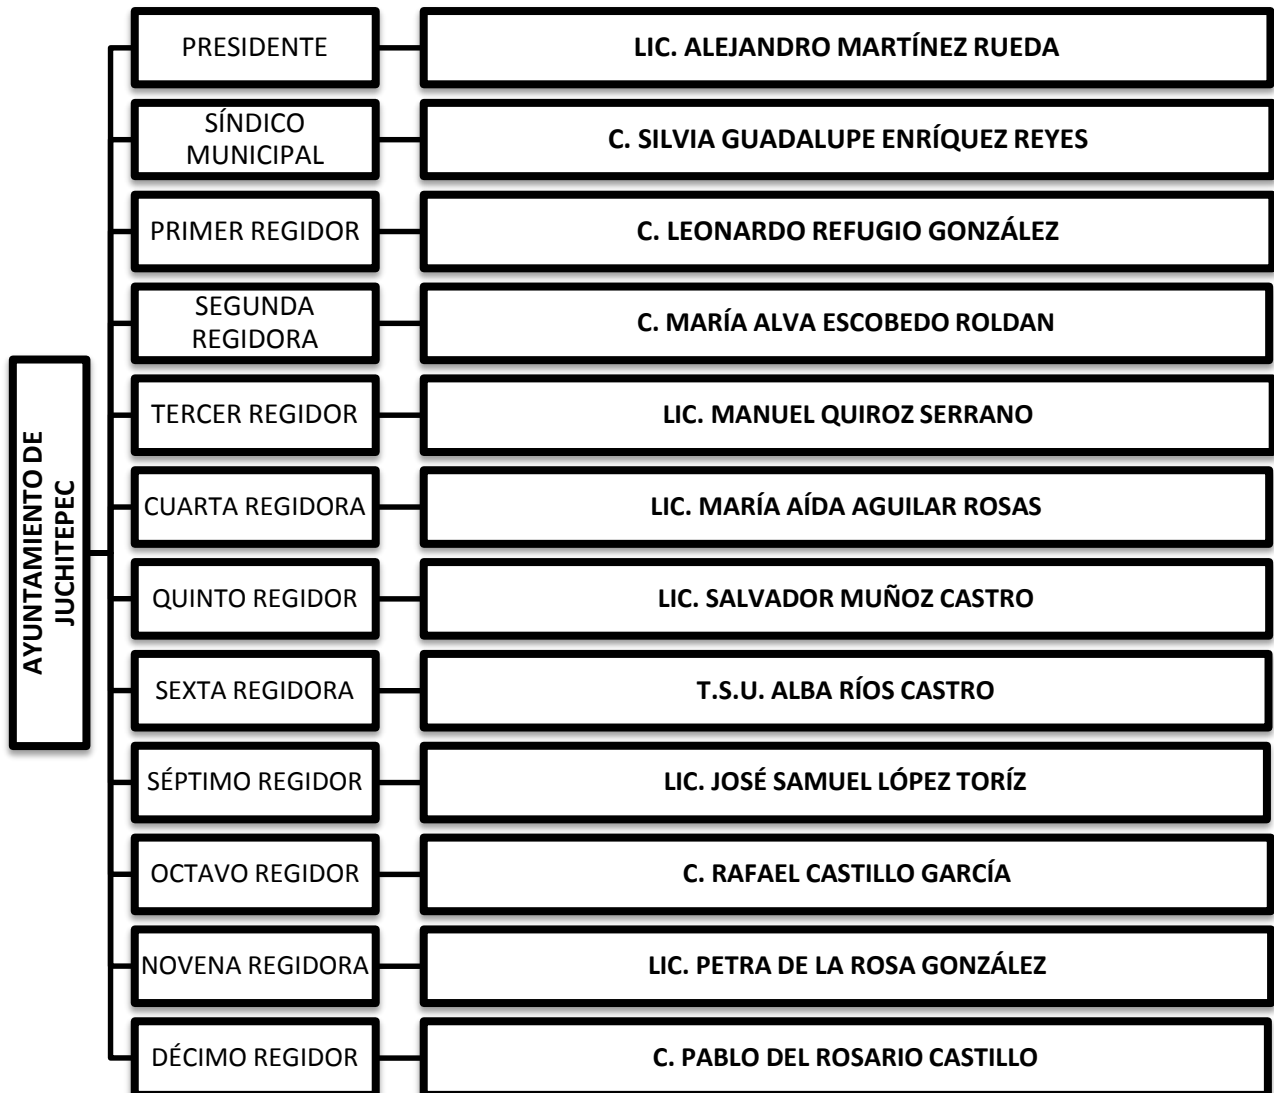 AYUNTAMIENTO DE
JUCHITEPEC
PRESIDENTE
LIC. ALEJANDRO MARTÍNEZ RUEDA
SÍNDICO
MUNICIPAL
C. SILVIA GUADALUPE ENRÍQUEZ REYES
PRIMER REGIDOR
C. LEONARDO REFUGIO GONZÁLEZ
SEGUNDA
REGIDORA
C. MARÍA ALVA ESCOBEDO ROLDAN
TERCER REGIDOR
LIC. MANUEL QUIROZ SERRANO
CUARTA REGIDORA
LIC. MARÍA AÍDA AGUILAR ROSAS
QUINTO REGIDOR
LIC. SALVADOR MUÑOZ CASTRO
SEXTA REGIDORA
T.S.U. ALBA RÍOS CASTRO
SÉPTIMO REGIDOR
LIC. JOSÉ SAMUEL LÓPEZ TORÍZ
OCTAVO REGIDOR
C. RAFAEL CASTILLO GARCÍA
NOVENA REGIDORA
LIC. PETRA DE LA ROSA GONZÁLEZ
DÉCIMO REGIDOR
C. PABLO DEL ROSARIO CASTILLO